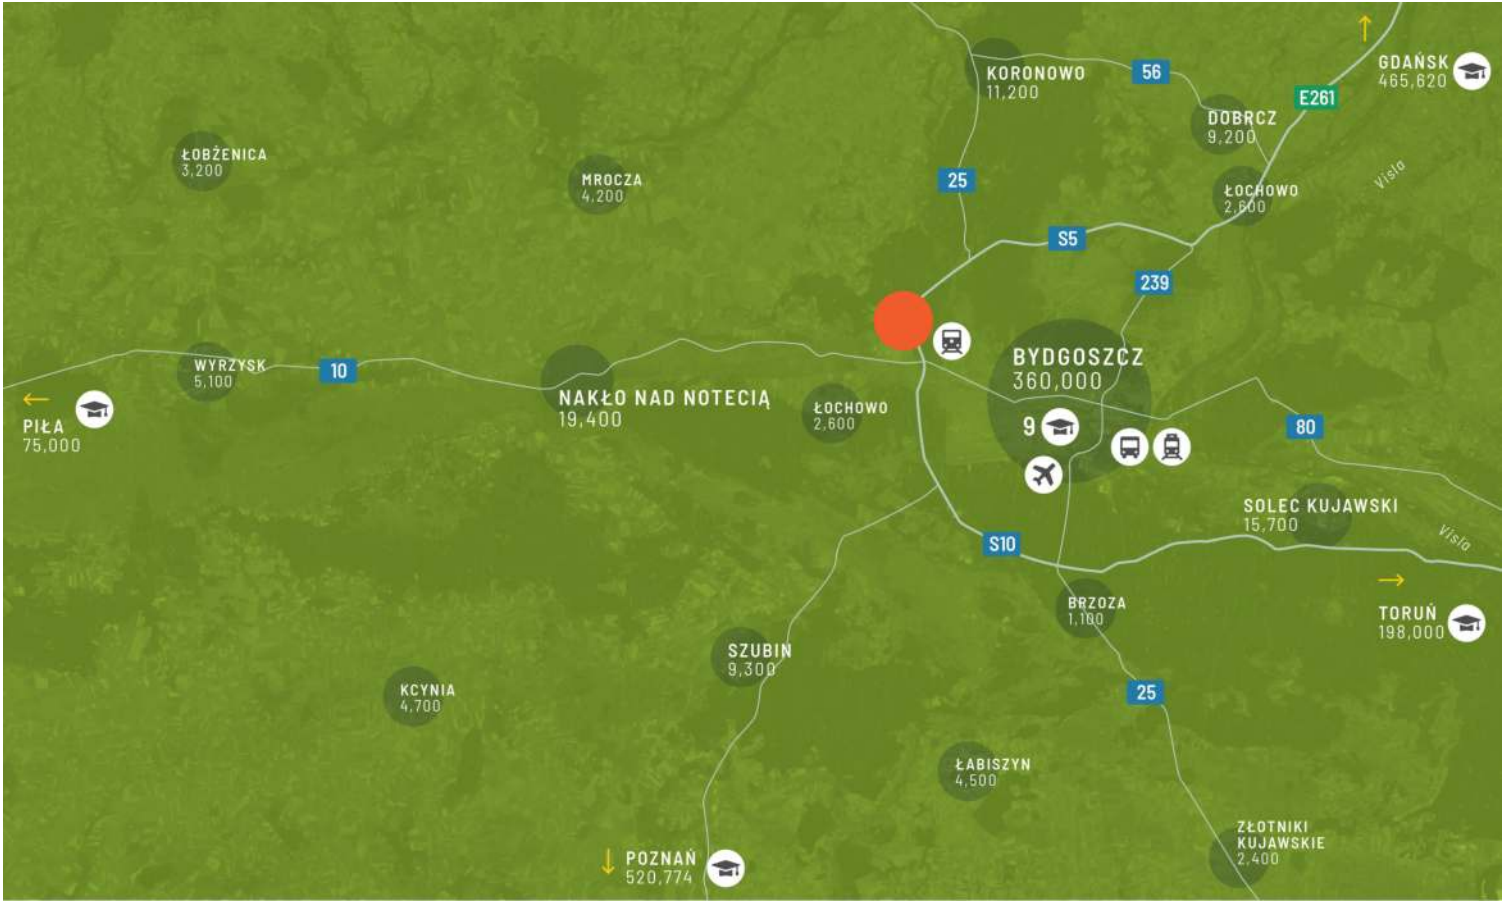 GDAŃSK
465,620
KORONOWO
11,200
56
E261
DOBRCZ
9,200
ŁOBŻENICA
3,200
MROCZA
4,200
25
ŁOCHOWO
2,600
Visla
S5
239
WYRZYSK
5,100
10
BYDGOSZCZ
360,000
NAKŁO NAD NOTECIĄ
19,400
ŁOCHOWO
2,600
PIŁA
75,000
9
80
SOLEC KUJAWSKI
15,700
Visla
S10
BRZOZA
1,100
TORUŃ
198,000
SZUBIN
9,300
KCYNIA
4,700
25
ŁABISZYN
4,500
ZŁOTNIKI
KUJAWSKIE
2,400
POZNAŃ
520,774